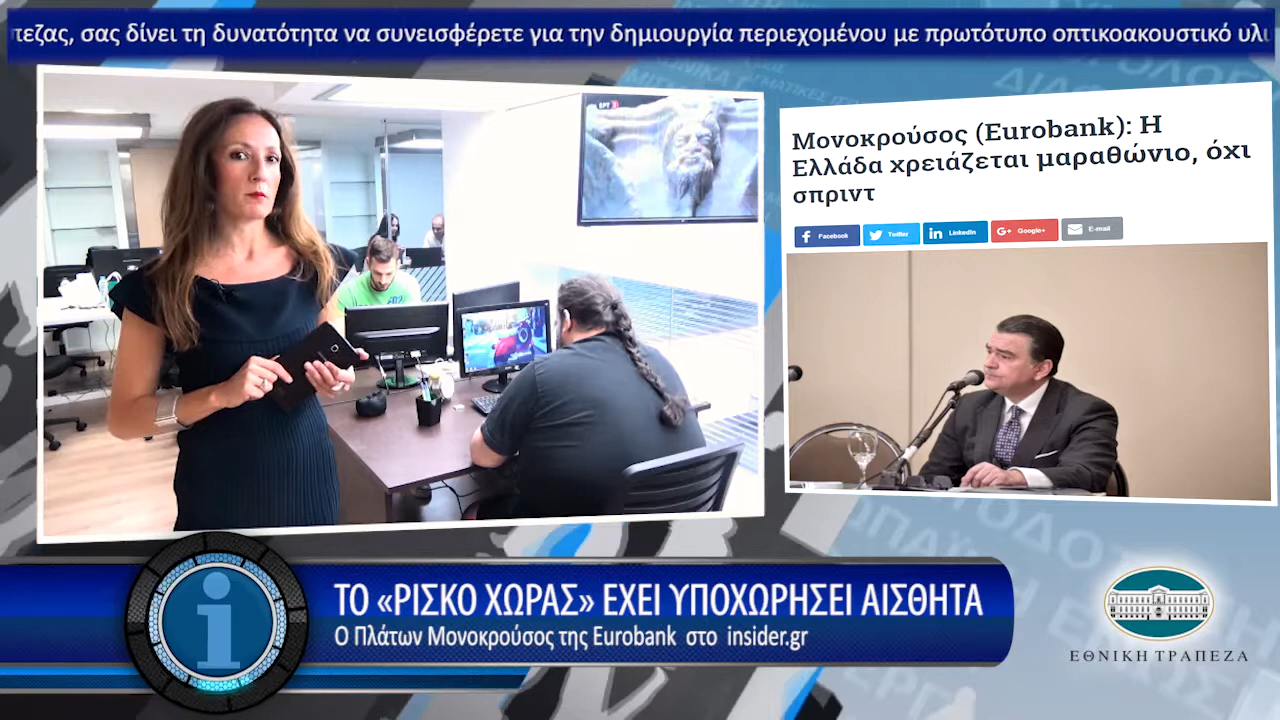 πεζας, σας δίνει τη δυνατότητα να συνεισφέρετε για την δημιουργία περιεχομένου με πρωτότυπο οπτικοακουστικό υλι
ΕΡΤ
Μονοκρούσος (Eurobank): Η
Ελλάδα χρειάζεται μαραθώνιο, όχι
σπριντ
Facebook
Twitter
LinkedIn
Google+
E-mail
ΤΟ «ΡΙΣΚΟ ΧΩΡΑΣ» ΕΧΕΙ ΥΠΟΧΩΡΗΣΕΙ ΑΙΣΘΗΤΑ
Ο Πλάτων Μονοκρούσος της Eurobank στο insider.gr
ΕΘΝΙΚΗ ΤΡΑΠΕΖΑ